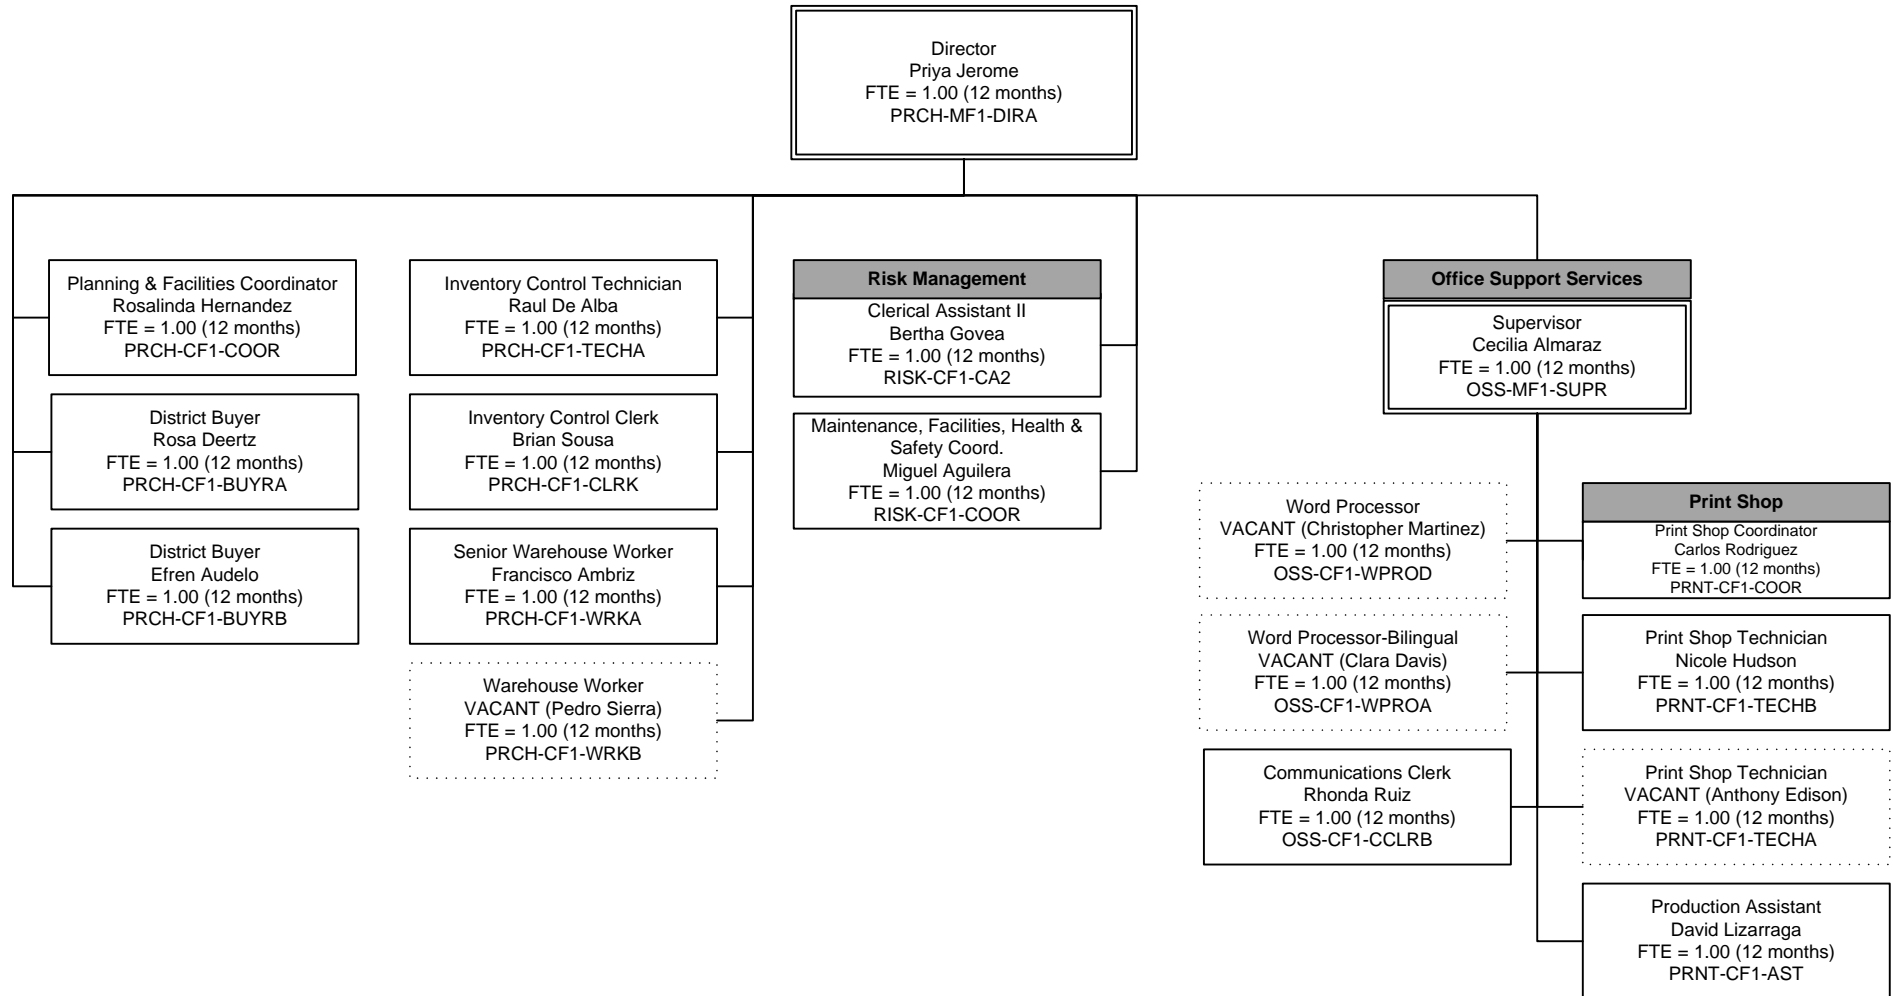 Director
Priya Jerome
FTE = 1.00 (12 months)
PRCH-MF1-DIRA
Planning & Facilities Coordinator
Rosalinda Hernandez
FTE = 1.00 (12 months)
PRCH-CF1-COOR
District Buyer
Rosa Deertz
FTE = 1.00 (12 months)
PRCH-CF1-BUYRA
District Buyer
Efren Audelo
FTE = 1.00 (12 months)
PRCH-CF1-BUYRB
Inventory Control Technician
Raul De Alba
FTE = 1.00 (12 months)
PRCH-CF1-TECHA
Inventory Control Clerk
Brian Sousa
FTE = 1.00 (12 months)
PRCH-CF1-CLRK
Senior Warehouse Worker
Francisco Ambriz
FTE = 1.00 (12 months)
PRCH-CF1-WRKA
Warehouse Worker
VACANT (Pedro Sierra)
FTE = 1.00 (12 months)
PRCH-CF1-WRKB
Risk Management
Clerical Assistant II
Bertha Govea
FTE = 1.00 (12 months)
RISK-CF1-CA2
Maintenance, Facilities, Health &
Safety Coord.
Miguel Aguilera
FTE = 1.00 (12 months)
RISK-CF1-COOR
Office Support Services
Supervisor
Cecilia Almaraz
FTE = 1.00 (12 months)
OSS-MF1-SUPR
Word Processor
VACANT (Christopher Martinez)
FTE = 1.00 (12 months)
OSS-CF1-WPROD
Word Processor-Bilingual
VACANT (Clara Davis)
FTE = 1.00 (12 months)
OSS-CF1-WPROA
Communications Clerk
Rhonda Ruiz
FTE = 1.00 (12 months)
OSS-CF1-CCLRB
Print Shop
Print Shop Coordinator
Carlos Rodriguez
FTE = 1.00 (12 months)
PRNT-CF1-COOR
Print Shop Technician
Nicole Hudson
FTE = 1.00 (12 months)
PRNT-CF1-TECHB
Print Shop Technician
VACANT (Anthony Edison)
FTE = 1.00 (12 months)
PRNT-CF1-TECHA
Production Assistant
David Lizarraga
FTE = 1.00 (12 months)
PRNT-CF1-AST